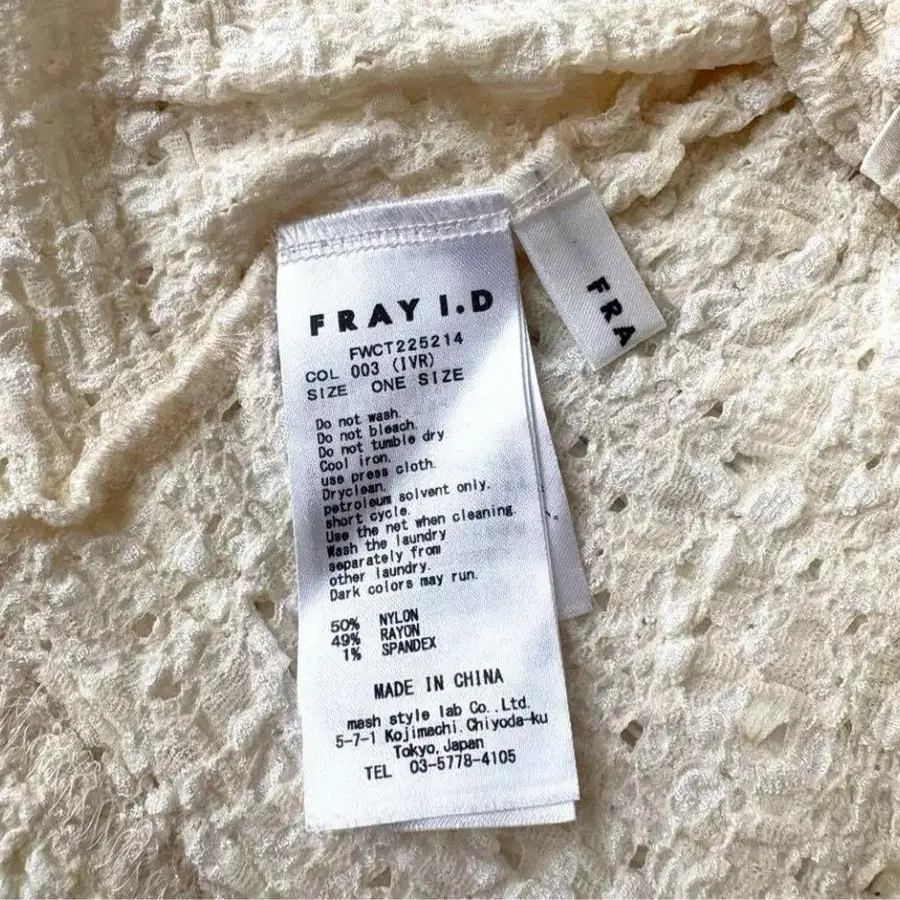 FRAY I.D
FWCT225214
COL 003 (IVR)
SIZE ONE SIZE
Do not wash.
Do not bleach.
Do not tumble dry.
Cool iron.
use press cloth.
Dryclean.
petroleum solvent only.
short cycle.
Use the net when cleaning.
Wash the laundry
separately from
other laundry.
Dark colors may run.
50% NYLON
49% RAYON
1% SPANDEX
MADE IN CHINA
mash style lab Co..Ltd.
5-7-1 Kojimachi.Chiyoda-ku
Tokyo,Japan
TEL 03-5778-4105
FRA